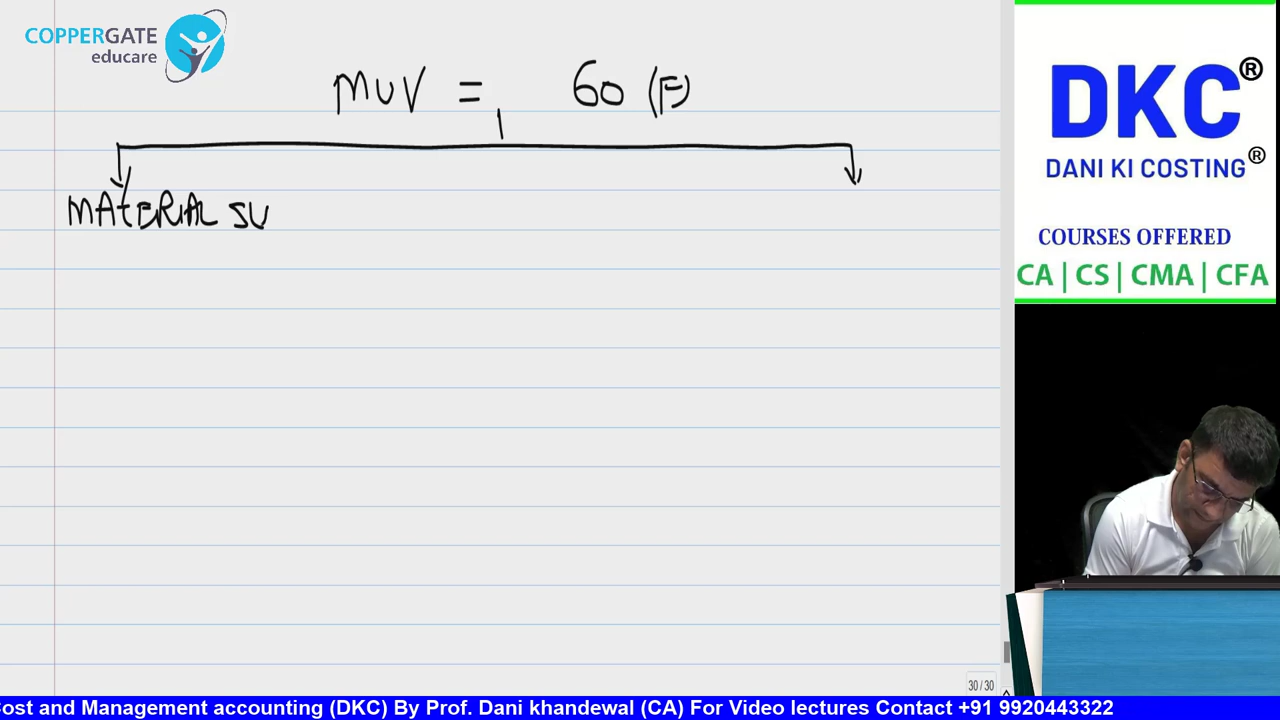 COPPERGATE
educare
MUV = 60 (F)
MATERIAL SU
30 / 30
DKC®
DANI KI COSTING®
COURSES OFFERED
CA | CS | CMA | CFA
Cost and Management accounting (DKC) By Prof. Dani khandewal (CA) For Video lectures Contact +91 9920443322